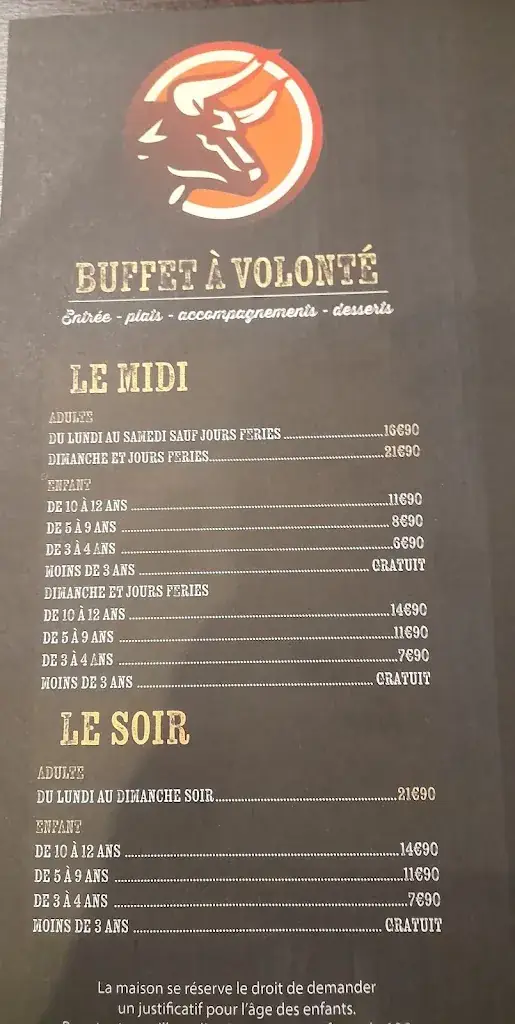 BUFFET À VOLONTÉ
Entrée - plats - accompagnements - desserts
LE MIDI
ADULTE
DU LUNDI AU SAMEDI SAUF JOURS FERIES ........ 16€90
DIMANCHE ET JOURS FERIES ........ 21€90
ENFANT
DE 10 À 12 ANS ........ 11€90
DE 5 À 9 ANS ........ 8€90
DE 3 À 4 ANS ........ 6€90
MOINS DE 3 ANS ........ GRATUIT
DIMANCHE ET JOURS FERIES
DE 10 À 12 ANS ........ 14€90
DE 5 À 9 ANS ........ 11€90
DE 3 À 4 ANS ........ 7€90
MOINS DE 3 ANS ........ GRATUIT
LE SOIR
ADULTE
DU LUNDI AU DIMANCHE SOIR ........ 21€90
ENFANT
DE 10 À 12 ANS ........ 14€90
DE 5 À 9 ANS ........ 11€90
DE 3 À 4 ANS ........ 7€90
MOINS DE 3 ANS ........ GRATUIT
La maison se réserve le droit de demander
un justificatif pour l'âge des enfants.